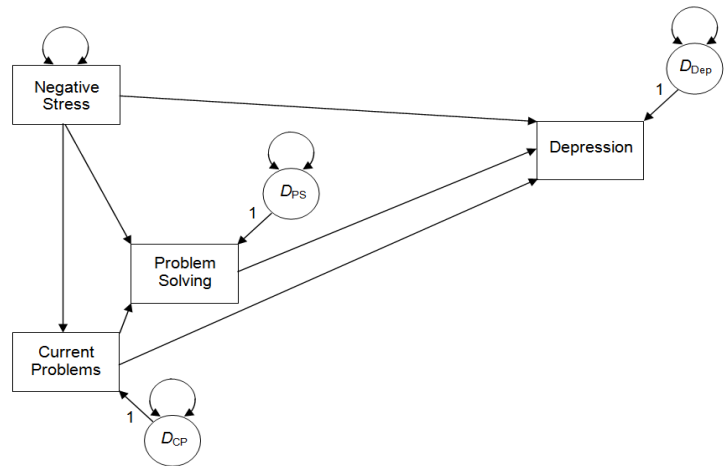 Negative
Stress
D_Dep
1
Depression
D_PS
1
Problem
Solving
Current
Problems
1
D_CP